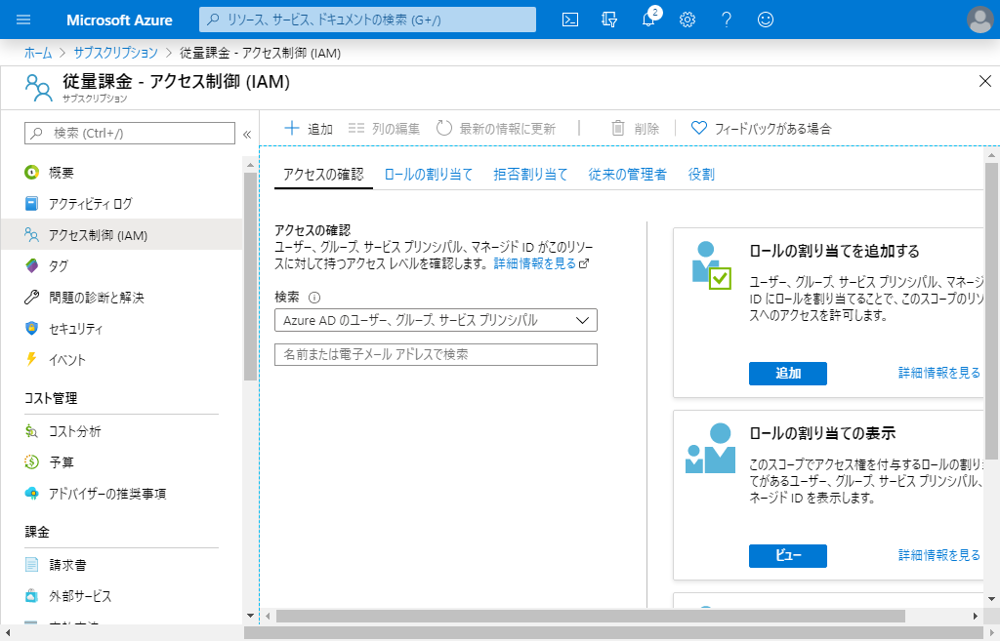 Microsoft Azure
リソース、サービス、ドキュメントの検索 (G+/)
2
ホーム > サブスクリプション > 従量課金 - アクセス制御 (IAM)
従量課金 - アクセス制御 (IAM)
サブスクリプション
検索 (Ctrl+/)
概要
アクティビティ ログ
アクセス制御 (IAM)
タグ
問題の診断と解決
セキュリティ
イベント
コスト管理
コスト分析
予算
アドバイザーの推奨事項
課金
請求書
外部サービス
追加
列の編集
最新の情報に更新
削除
フィードバックがある場合
アクセスの確認
ロールの割り当て
拒否割り当て
従来の管理者
役割
アクセスの確認
ユーザー、グループ、サービス プリンシパル、マネージド ID がこのリソー
スに対して持つアクセス レベルを確認します。 詳細情報を見る
検索
Azure AD のユーザー、グループ、サービス プリンシパル
名前または電子メール アドレスで検索
ロールの割り当てを追加する
ユーザー、グループ、サービス プリンシパル、マネージ
ID にロールを割り当てることで、このスコープのリソ
スへのアクセスを許可します。
追加
詳細情報を見る
ロールの割り当ての表示
このスコープでアクセス権を付与するロールの割り
てがあるユーザー、グループ、サービス プリンシパル、
ネージド ID を表示します。
ビュー
詳細情報を見る